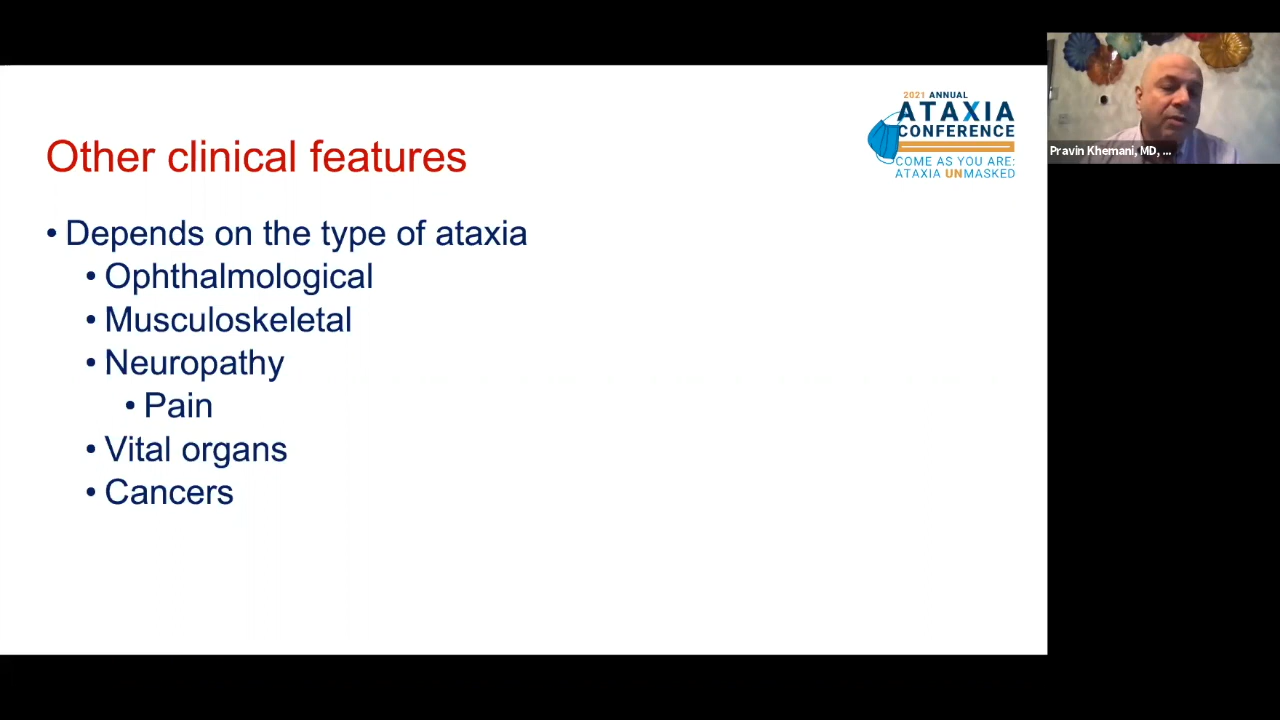 2021 ANNUAL
ATAXIA
CONFERENCE
COME AS YOU ARE:
ATAXIA UNMASKED
Pravin Khemani, MD, ...
Other clinical features
• Depends on the type of ataxia
• Ophthalmological
• Musculoskeletal
• Neuropathy
• Pain
• Vital organs
• Cancers